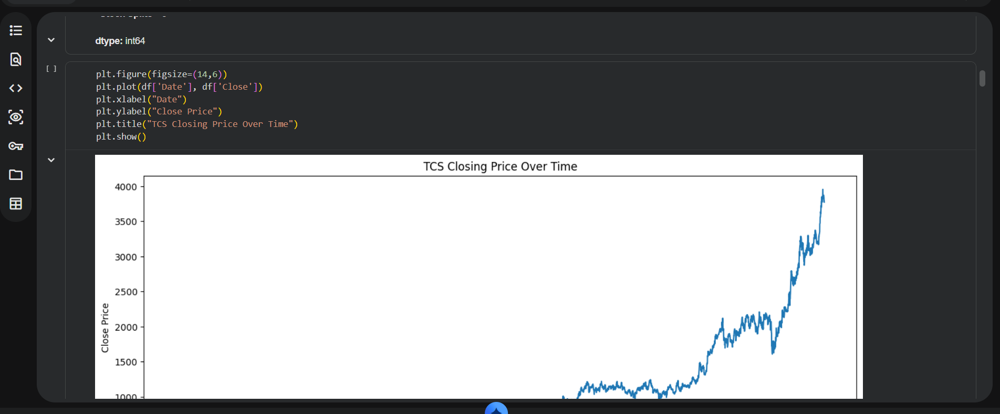 dtype: int64
[ ]
plt.figure(figsize=(14,6))
plt.plot(df['Date'], df['Close'])
plt.xlabel("Date")
plt.ylabel("Close Price")
plt.title("TCS Closing Price Over Time")
plt.show()
TCS Closing Price Over Time
4000
3500
3000
2500
2000
1500
1000
Close Price